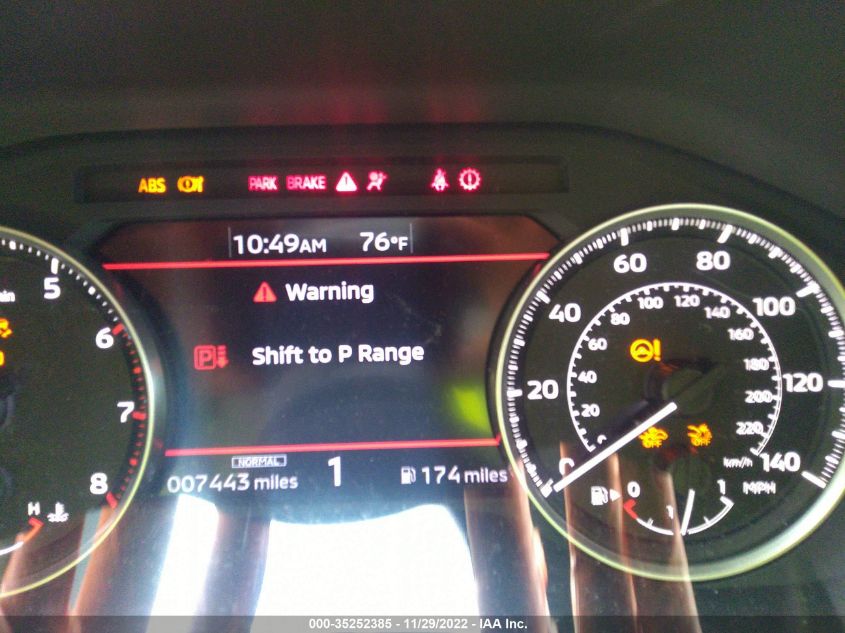 ABS PARK BRAKE
10:49AM 76°F
Warning
Shift to P Range
NORMAL
007443 miles 1 174 miles
5
6
7
8
H
0 20 40 60 80 100 120 140
20 40 60 80 100 120 140 160 180 200 220
km/h
MPH
0 1
000-35252385 - 11/29/2022 - IAA Inc.